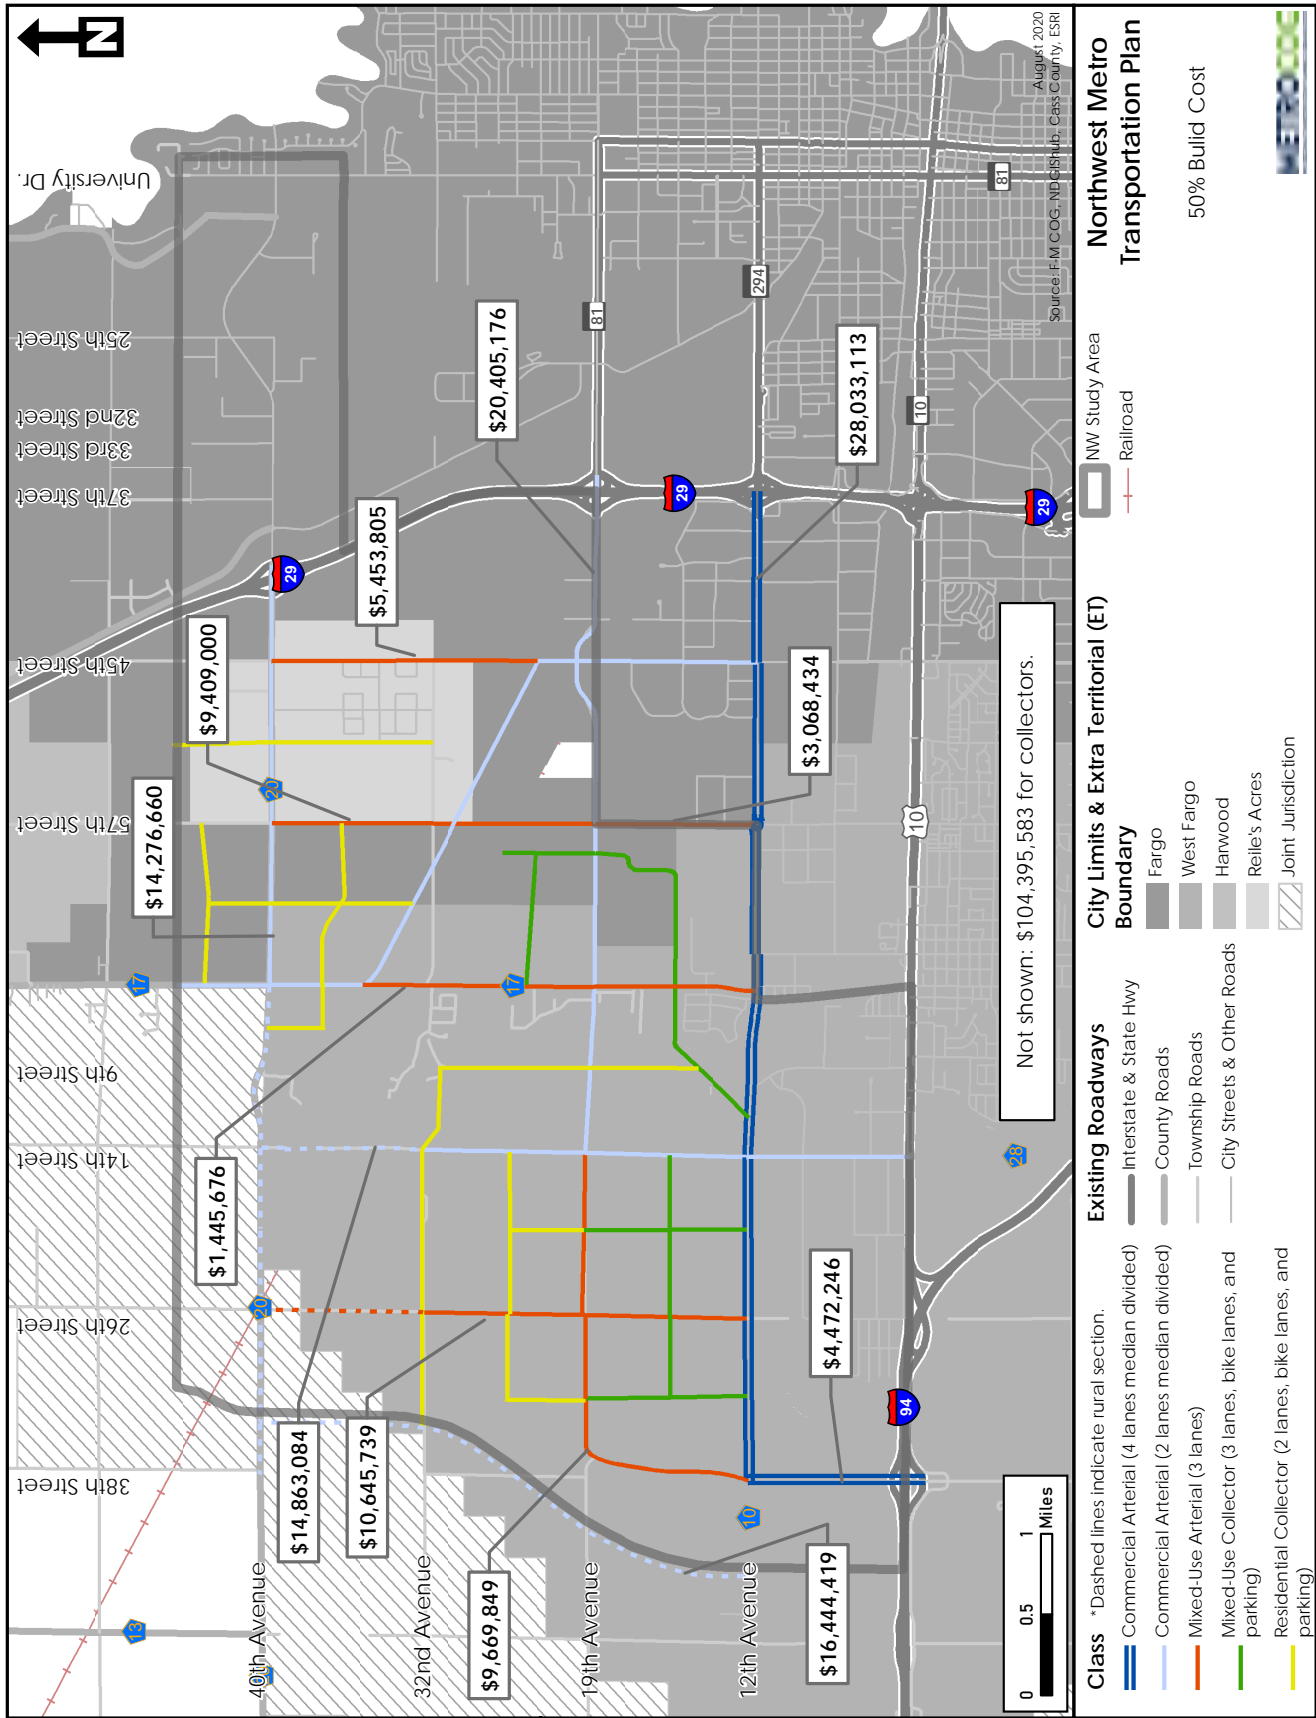 N
University Dr.
25th Street
32nd Street
33rd Street
37th Street
45th Street
57th Street
9th Street
14th Street
26th Street
38th Street
40th Avenue
32nd Avenue
19th Avenue
12th Avenue
$20,405,176
$28,033,113
$5,453,805
$9,409,000
$3,068,434
$14,276,660
$1,445,676
$14,863,084
$10,645,739
$9,669,849
$4,472,246
$16,444,419
29
29
29
94
81
81
294
10
10
10
13
17
17
20
20
28
Not shown: $104,395,583 for collectors.
0 0.5 1
Miles
August 2020
Source: F-M COG, NDGIShub, Cass County, ESRI
Class *Dashed lines indicate rural section.
Commercial Arterial (4 lanes median divided)
Commercial Arterial (2 lanes median divided)
Mixed-Use Arterial (3 lanes)
Mixed-Use Collector (3 lanes, bike lanes, and
parking)
Residential Collector (2 lanes, bike lanes, and
parking)
Existing Roadways
Interstate & State Hwy
County Roads
Township Roads
City Streets & Other Roads
City Limits & Extra Territorial (ET)
Boundary
Fargo
West Fargo
Harwood
Reile's Acres
Joint Jurisdiction
NW Study Area
Railroad
Northwest Metro
Transportation Plan
50% Bulid Cost
METROCOG